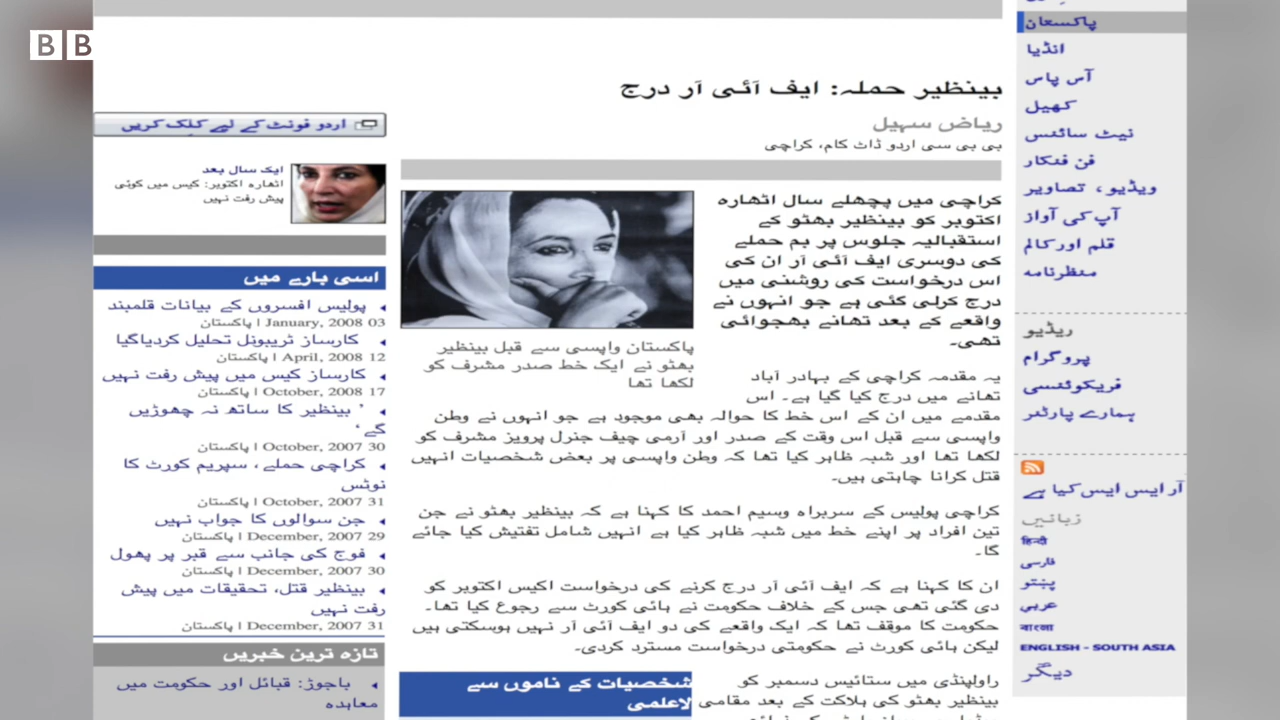 BB
بینظیر حملہ: ایف آئی آر درج
ریاض سہیل
بی بی سی اردو ڈاٹ کام، کراچی
کراچی میں پچھلے سال اٹھارہ
اکتوبر کو بینظیر بھٹو کے
استقبالیہ جلوس پر بم حملے
کی دوسری ایف آئی آر ان کی
اس درخواست کی روشنی میں
درج کرلی گئی ہے جو انہوں نے
واقعے کے بعد تھانے بھجوائی
تھی۔
پاکستان واپسی سے قبل بینظیر
بھٹو نے ایک خط صدر مشرف کو
لکھا تھا
یہ مقدمہ کراچی کے بہادر آباد
تھانے میں درج کیا گیا ہے۔ اس
مقدمے میں ان کے اس خط کا حوالہ بھی موجود ہے جو انہوں نے وطن
واپسی سے قبل اس وقت کے صدر اور آرمی چیف جنرل پرویز مشرف کو
لکھا تھا اور شبہ ظاہر کیا تھا کہ وطن واپسی پر بعض شخصیات انہیں
قتل کرانا چاہتی ہیں۔
کراچی پولیس کے سربراہ وسیم احمد کا کہنا ہے کہ بینظیر بھٹو نے جن
تین افراد پر اپنے خط میں شبہ ظاہر کیا ہے انہیں شامل تفتیش کیا جائے
گا۔
ان کا کہنا ہے کہ ایف آئی آر درج کرنے کی درخواست اکیس اکتوبر کو
دی گئی تھی جس کے خلاف حکومت نے ہائی کورٹ سے رجوع کیا تھا۔
حکومت کا موقف تھا کہ ایک واقعے کی دو ایف آئی آر نہیں ہوسکتی ہیں
لیکن ہائی کورٹ نے حکومتی درخواست مسترد کردی۔
راولپنڈی میں ستائیس دسمبر کو
بینظیر بھٹو کی ہلاکت کے بعد مقامی
شخصیات کے ناموں سے
لاعلمی
اردو فونٹ کے لیے کلک کریں
ایک سال بعد
اٹھارہ اکتوبر: کیس میں کوئی
پیش رفت نہیں
اسی بارے میں
پولیس افسروں کے بیانات قلمبند
03 January, 2008 | پاکستان
کارساز ٹریبونل تحلیل کردیاگیا
12 April, 2008 | پاکستان
کارساز کیس میں پیش رفت نہیں
17 October, 2008 | پاکستان
’ بینظیر کا ساتھ نہ چھوڑیں
گے‘
30 October, 2007 | پاکستان
کراچی حملے، سپریم کورٹ کا
نوٹس
31 October, 2007 | پاکستان
جن سوالوں کا جواب نہیں
29 December, 2007 | پاکستان
فوج کی جانب سے قبر پر پھول
30 December, 2007 | پاکستان
بینظیر قتل، تحقیقات میں پیش
رفت نہیں
31 December, 2007 | پاکستان
تازہ ترین خبریں
باجوڑ: قبائل اور حکومت میں
معاہدہ
پاکستان
انڈیا
آس پاس
کھیل
نیٹ سائنس
فن فنکار
ویڈیو، تصاویر
آپ کی آواز
قلم اور کالم
منظرنامہ
ریڈیو
پروگرام
فریکوئنسی
ہمارے پارٹنر
آر ایس ایس کیا ہے
زبانیں
हिन्दी
فارسی
پښتو
عربي
বাংলা
ENGLISH - SOUTH ASIA
دیگر